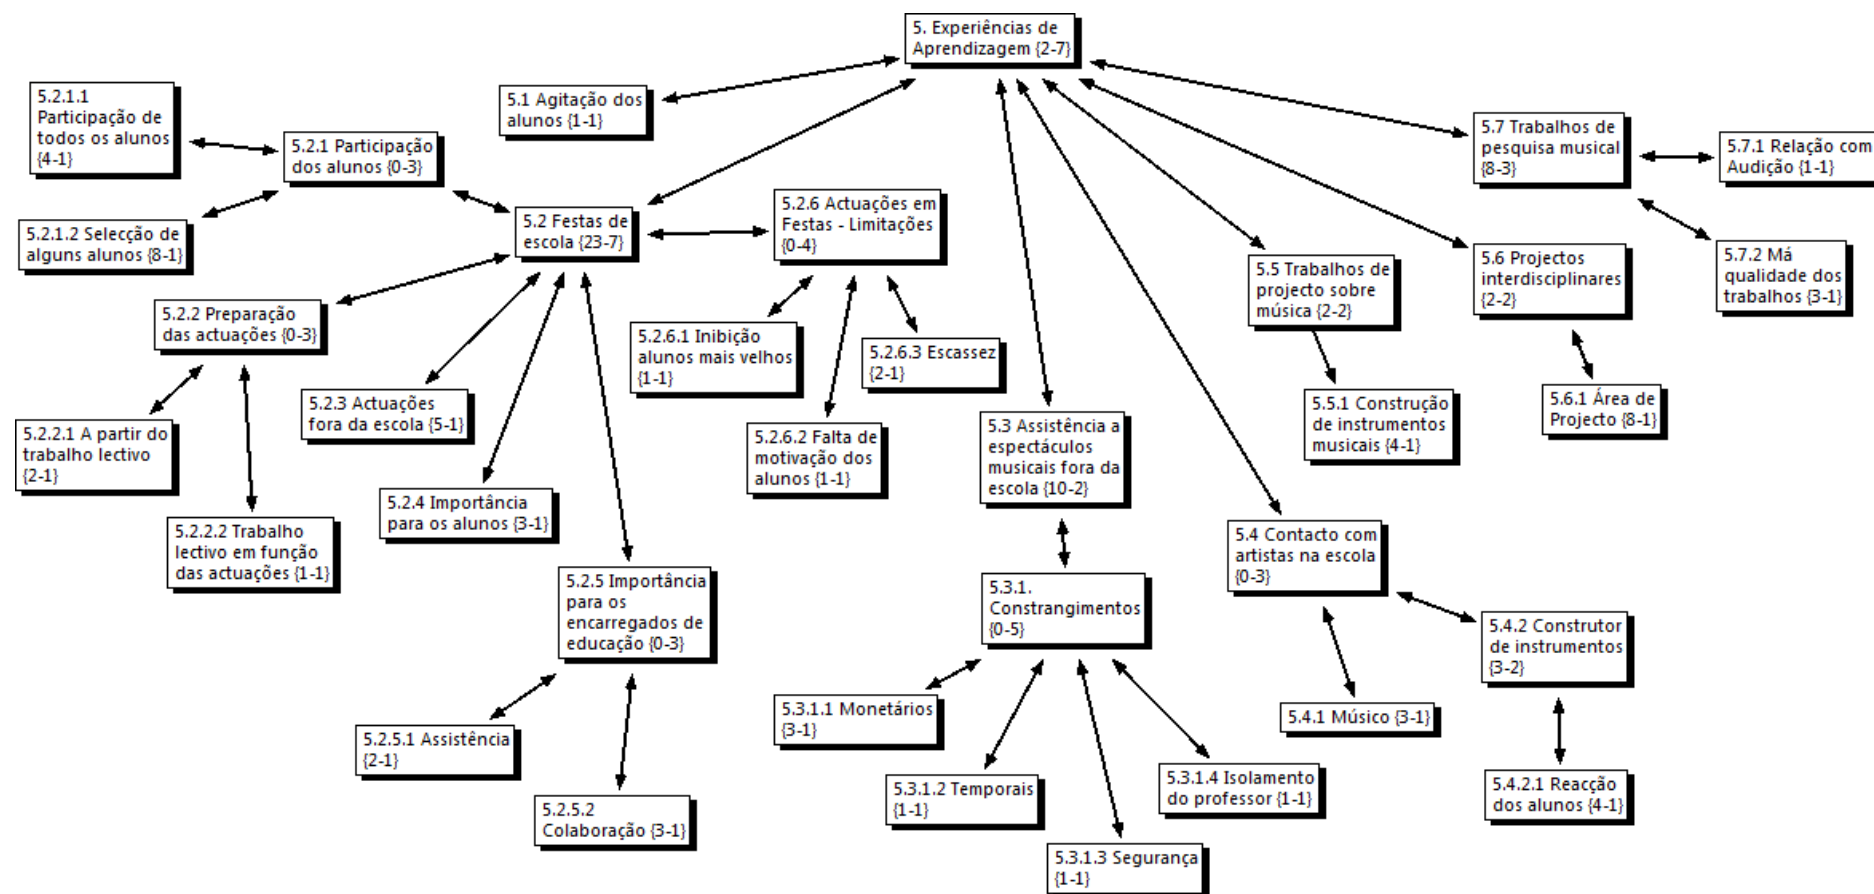 5. Experiências de
Aprendizagem {2-7}
5.1 Agitação dos
alunos {1-1}
5.2.1.1
Participação de
todos os alunos
{4-1}
5.2.1 Participação
dos alunos {0-3}
5.2.1.2 Selecção de
alguns alunos {8-1}
5.2 Festas de
escola {23-7}
5.2.6 Actuações em
Festas - Limitações
{0-4}
5.7 Trabalhos de
pesquisa musical
{8-3}
5.7.1 Relação com
Audição {1-1}
5.7.2 Má
qualidade dos
trabalhos {3-1}
5.6 Projectos
interdisciplinares
{2-2}
5.5 Trabalhos de
projecto sobre
música {2-2}
5.2.2 Preparação
das actuações {0-3}
5.2.6.1 Inibição
alunos mais velhos
{1-1}
5.2.6.3 Escassez
{2-1}
5.2.3 Actuações
fora da escola {5-1}
5.2.2.1 A partir do
trabalho lectivo
{2-1}
5.2.6.2 Falta de
motivação dos
alunos {1-1}
5.3 Assistência a
espectáculos
musicais fora da
escola {10-2}
5.5.1 Construção
de instrumentos
musicais {4-1}
5.6.1 Área de
Projecto {8-1}
5.2.4 Importância
para os alunos {3-1}
5.2.2.2 Trabalho
lectivo em função
das actuações {1-1}
5.4 Contacto com
artistas na escola
{0-3}
5.2.5 Importância
para os
encarregados de
educação {0-3}
5.3.1.
Constrangimentos
{0-5}
5.4.2 Construtor
de instrumentos
{3-2}
5.3.1.1 Monetários
{3-1}
5.4.1 Músico {3-1}
5.2.5.1 Assistência
{2-1}
5.3.1.2 Temporais
{1-1}
5.3.1.4 Isolamento
do professor {1-1}
5.4.2.1 Reacção
dos alunos {4-1}
5.2.5.2
Colaboração {3-1}
5.3.1.3 Segurança
{1-1}